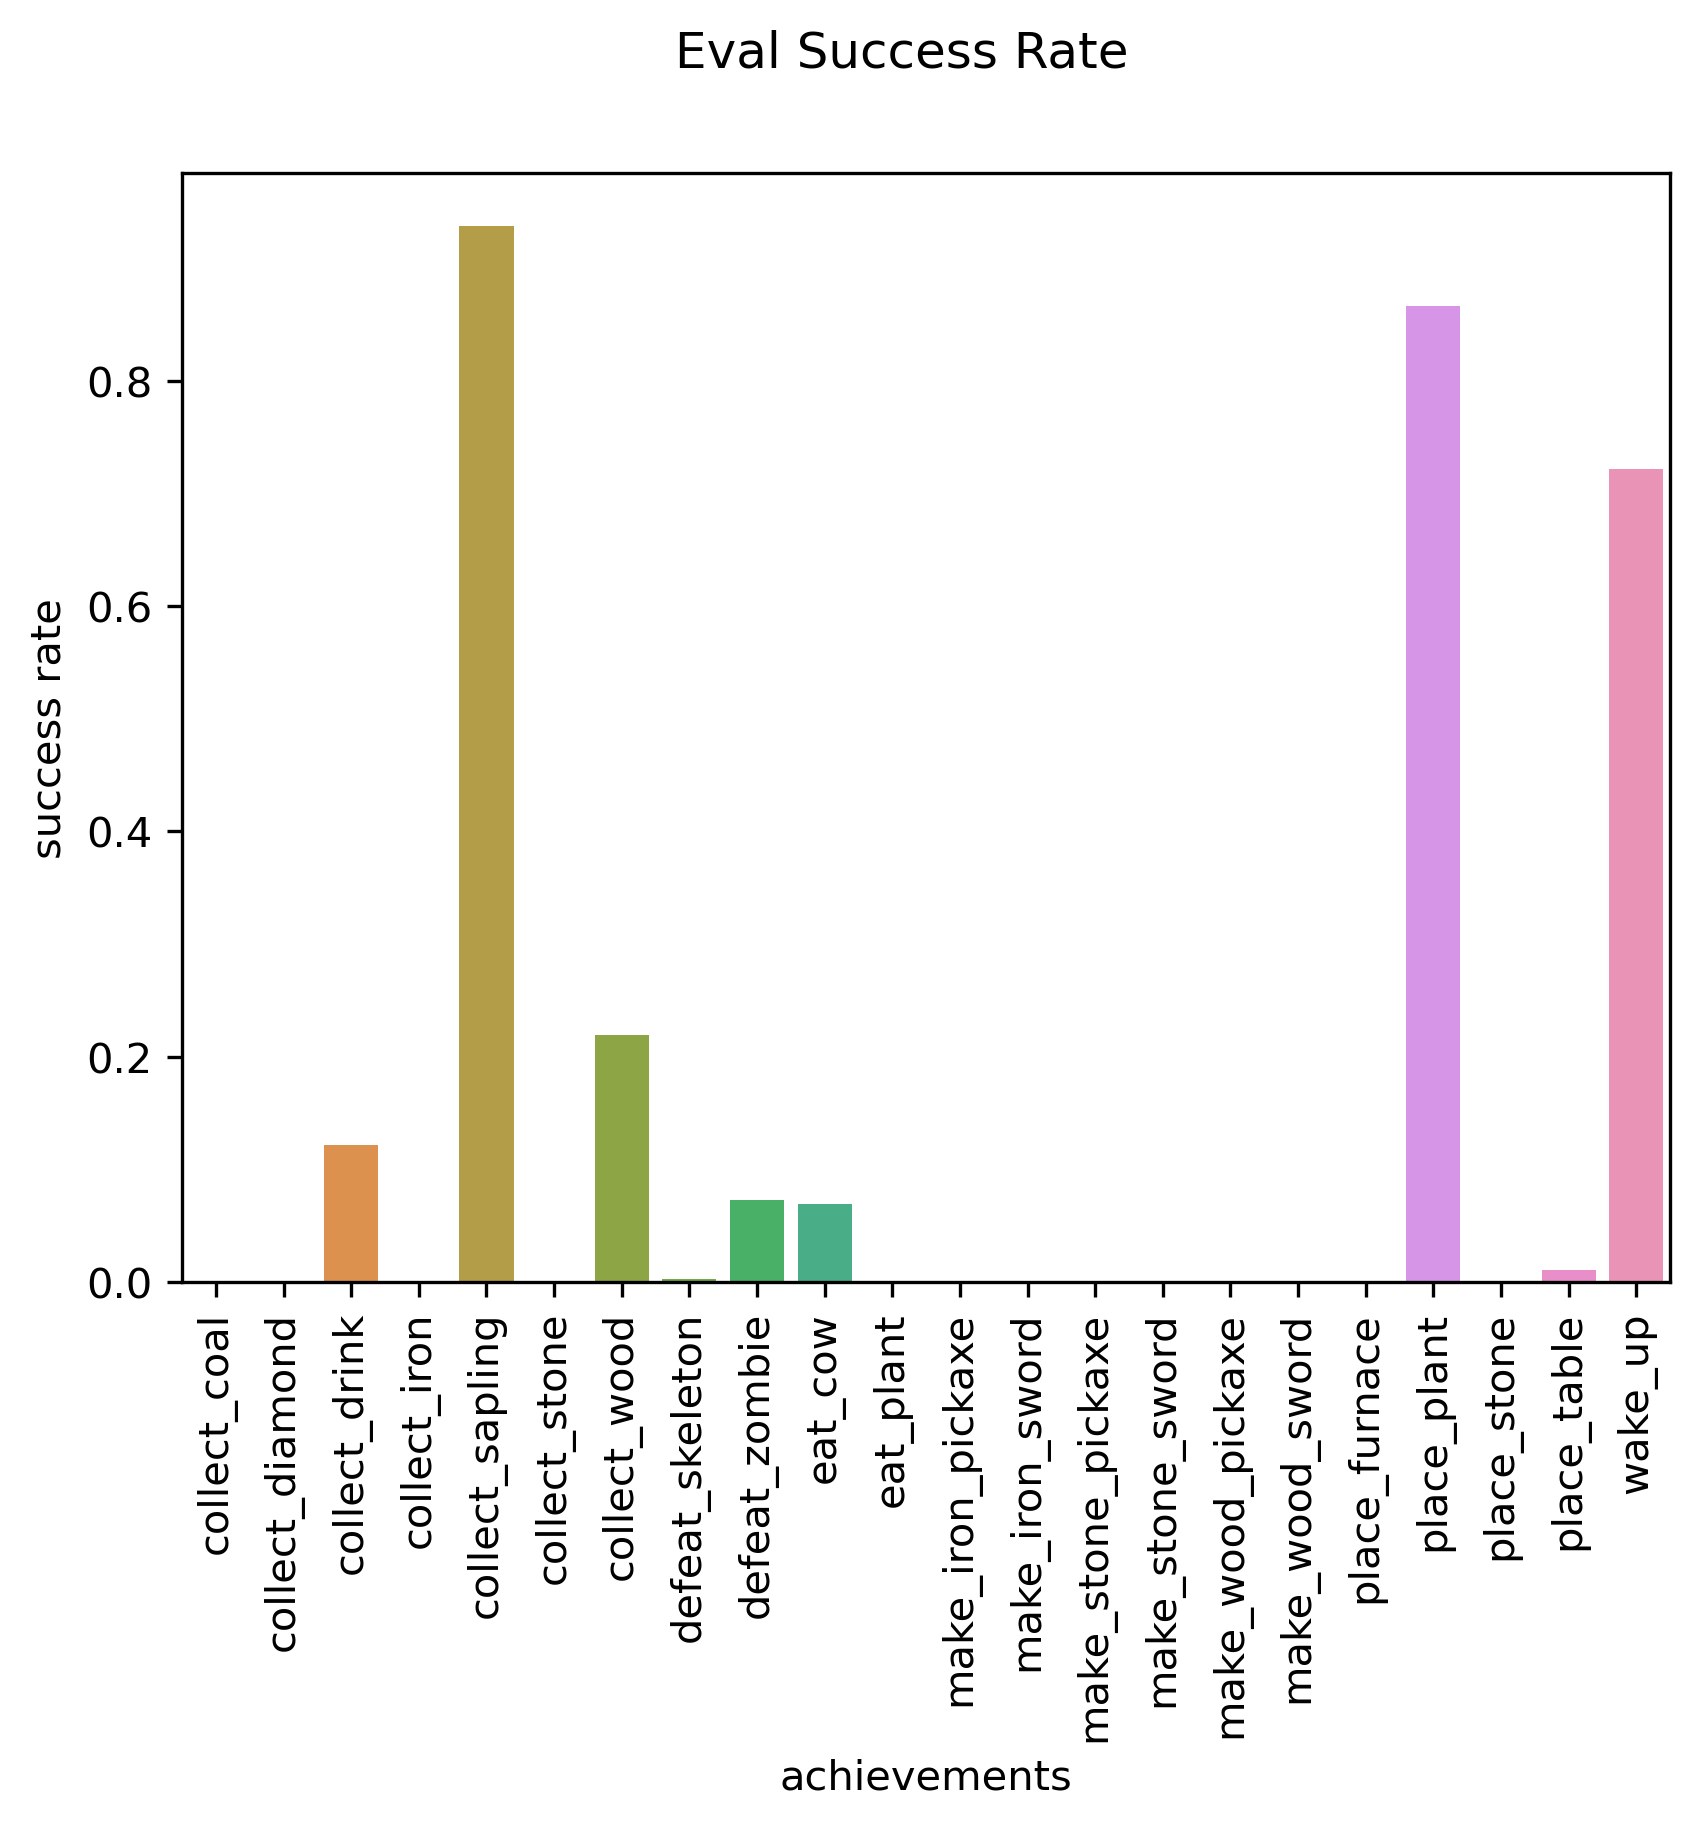 Eval Success Rate
success rate
0.8
0.6
0.4
0.2
0.0
collect_coal
collect_diamond
collect_drink
collect_iron
collect_sapling
collect_stone
collect_wood
defeat_skeleton
defeat_zombie
eat_cow
eat_plant
make_iron_pickaxe
make_iron_sword
make_stone_pickaxe
make_stone_sword
make_wood_pickaxe
make_wood_sword
place_furnace
place_plant
place_stone
place_table
wake_up
achievements